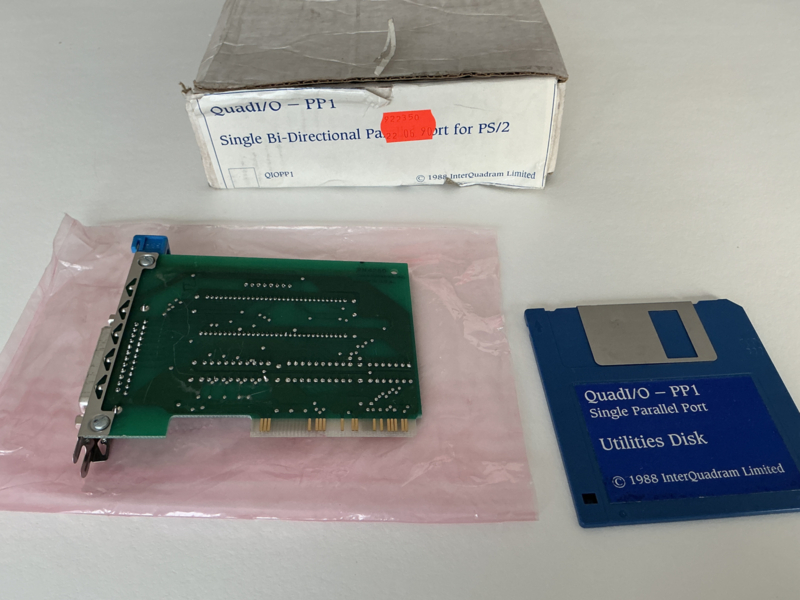 QuadI/O – PP1
Single Bi-Directional Pa ort for PS/2
QIOPP1
© 1988 InterQuadram Limited
QuadI/O – PP1
Single Parallel Port
Utilities Disk
© 1988 InterQuadram Limited